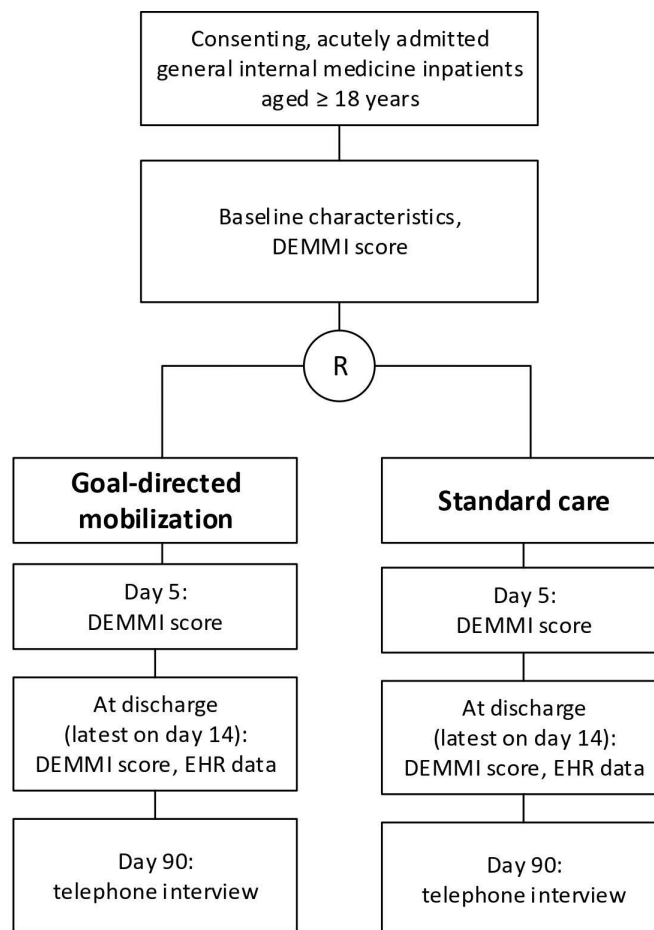 Consenting, acutely admitted
general internal medicine inpatients
aged ≥ 18 years
Baseline characteristics,
DEMMI score
R
Goal-directed
mobilization
Day 5:
DEMMI score
At discharge
(latest on day 14):
DEMMI score, EHR data
Day 90:
telephone interview
Standard care
Day 5:
DEMMI score
At discharge
(latest on day 14):
DEMMI score, EHR data
Day 90:
telephone interview